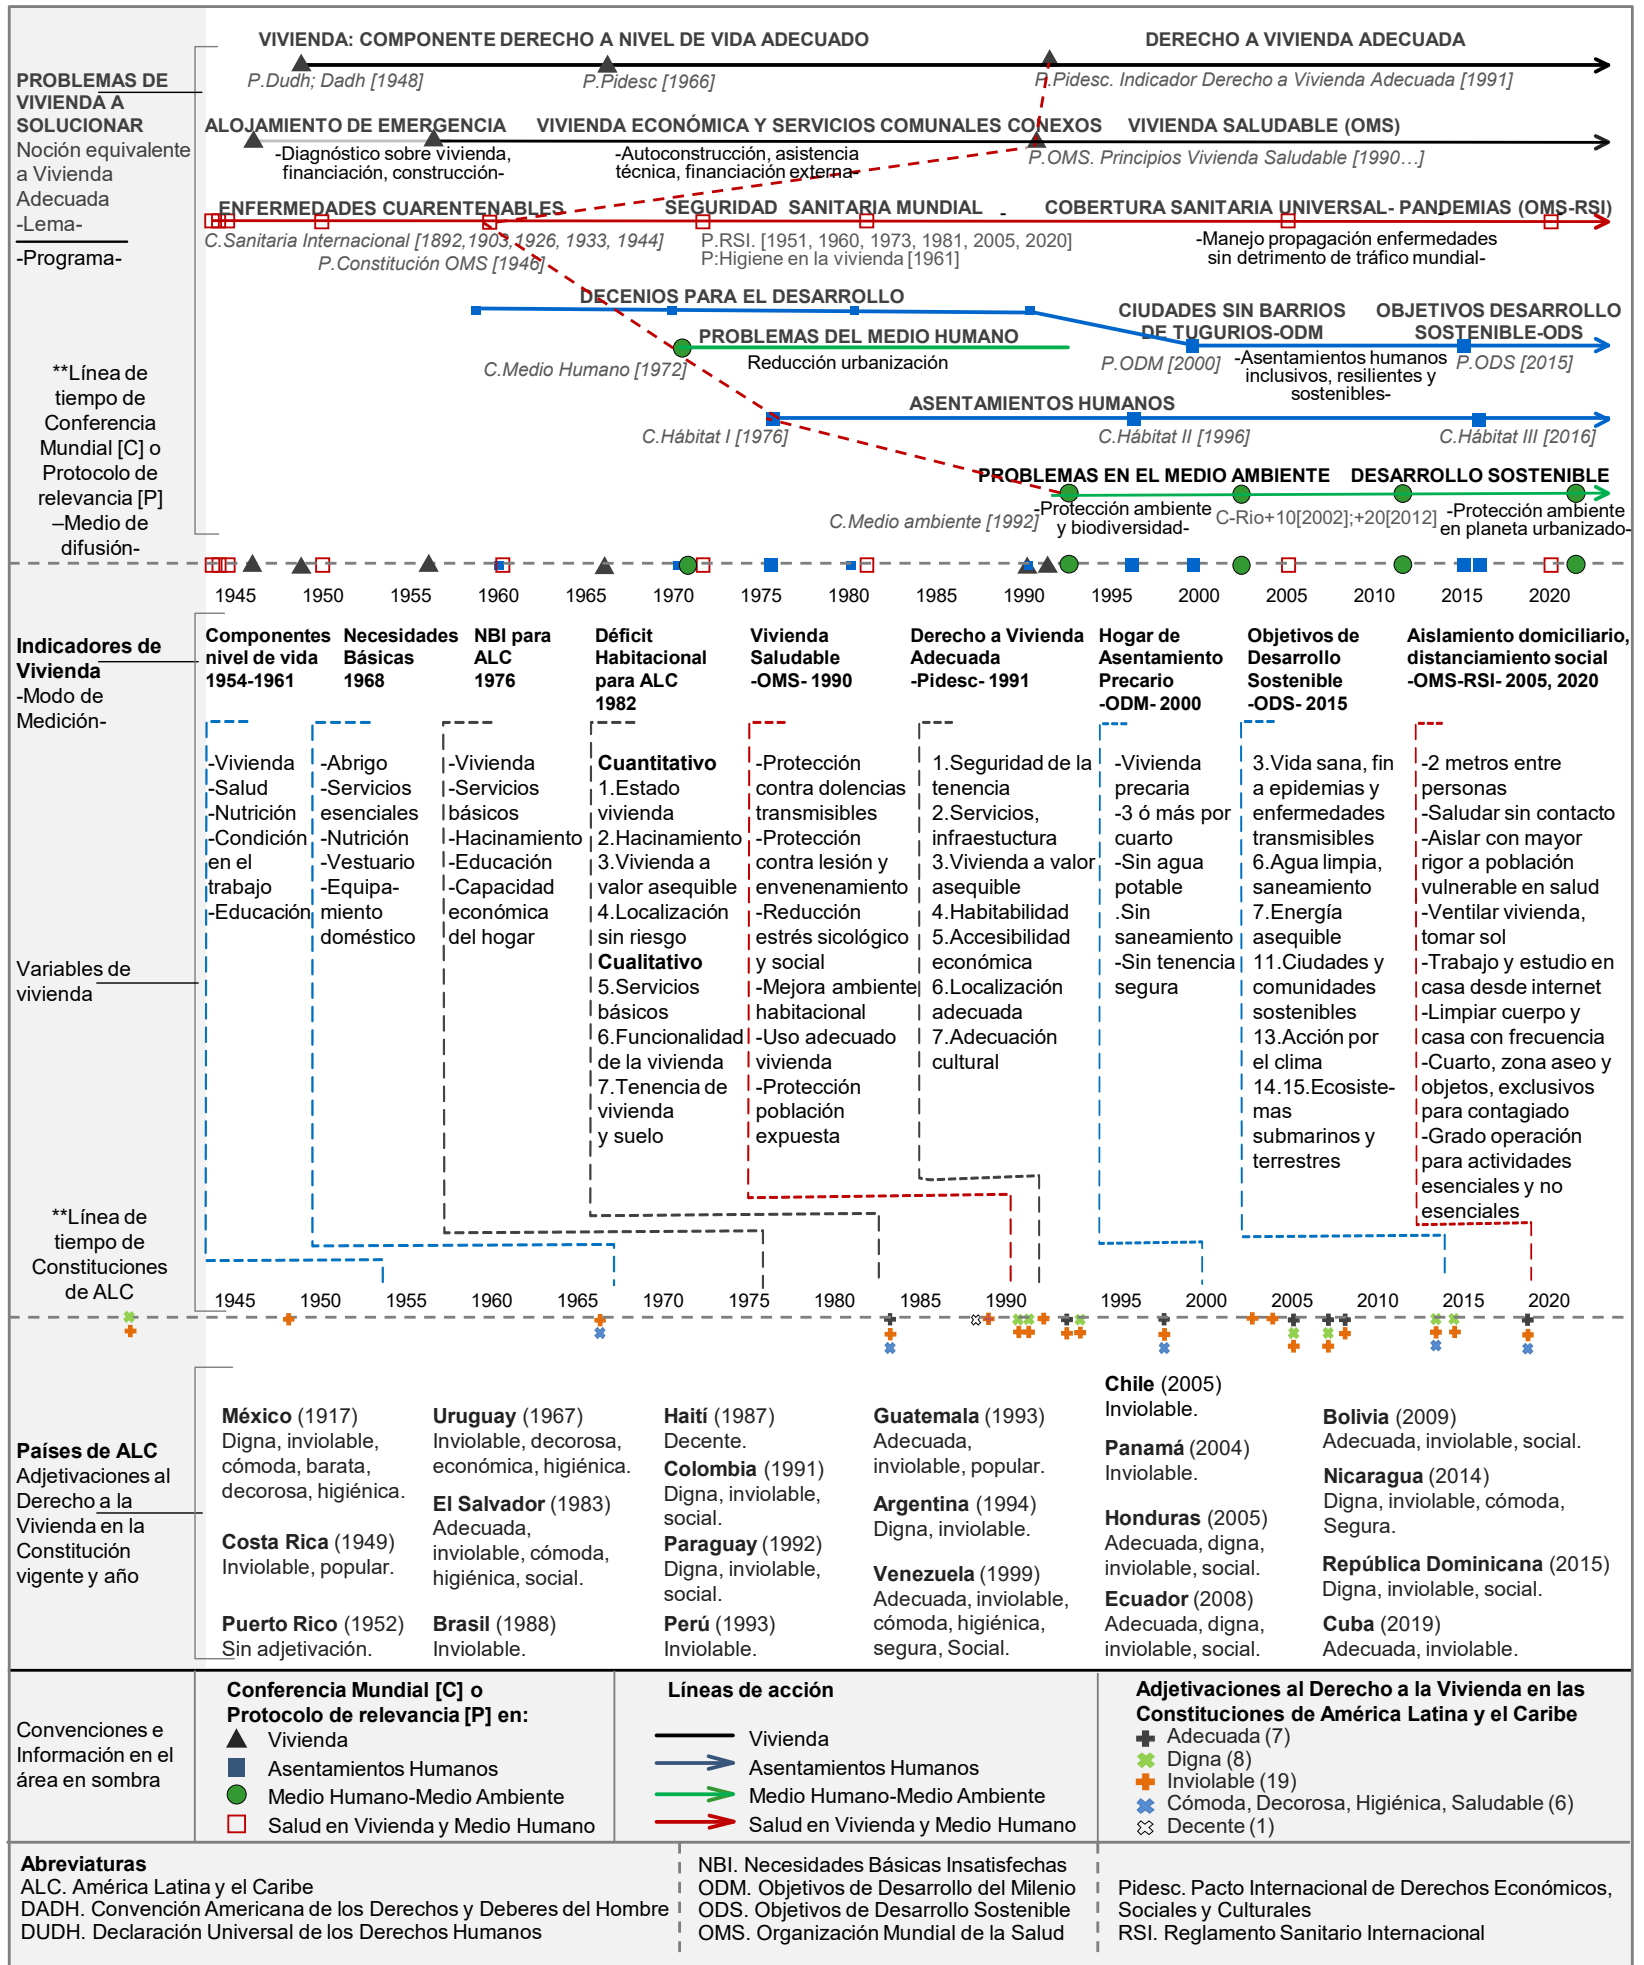 VIVIENDA: COMPONENTE DERECHO A NIVEL DE VIDA ADECUADO
DERECHO A VIVIENDA ADECUADA
P.Dudh; Dadh [1948]
P.Pidesc [1966]
P.Pidesc. Indicador Derecho a Vivienda Adecuada [1991]
PROBLEMAS DE
VIVIENDA A
SOLUCIONAR
Noción equivalente
a Vivienda
Adecuada
-Lema-
-Programa-
ALOJAMIENTO DE EMERGENCIA
VIVIENDA ECONÓMICA Y SERVICIOS COMUNALES CONEXOS
VIVIENDA SALUDABLE (OMS)
-Diagnóstico sobre vivienda,
financiación, construcción-
-Autoconstrucción, asistencia
técnica, financiación externa-
P.OMS. Principios Vivienda Saludable [1990…]
ENFERMEDADES CUARENTENABLES
SEGURIDAD SANITARIA MUNDIAL -
COBERTURA SANITARIA UNIVERSAL- PANDEMIAS (OMS-RSI)
C.Sanitaria Internacional [1892,1903,1926, 1933, 1944]
P.Constitución OMS [1946]
P.RSI. [1951, 1960, 1973, 1981, 2005, 2020]
P:Higiene en la vivienda [1961]
-Manejo propagación enfermedades
sin detrimento de tráfico mundial-
DECENIOS PARA EL DESARROLLO
CIUDADES SIN BARRIOS
DE TUGURIOS-ODM
OBJETIVOS DESARROLLO
SOSTENIBLE-ODS
PROBLEMAS DEL MEDIO HUMANO
Reducción urbanización
C.Medio Humano [1972]
P.ODM [2000]
-Asentamientos humanos
inclusivos, resilientes y
sostenibles-
P.ODS [2015]
**Línea de
tiempo de
Conferencia
Mundial [C] o
Protocolo de
relevancia [P]
–Medio de
difusión-
ASENTAMIENTOS HUMANOS
C.Hábitat I [1976]
C.Hábitat II [1996]
C.Hábitat III [2016]
PROBLEMAS EN EL MEDIO AMBIENTE
DESARROLLO SOSTENIBLE
C.Medio ambiente [1992]
-Protección ambiente
y biodiversidad-
C-Rio+10[2002];+20[2012]
-Protección ambiente
en planeta urbanizado-
1945 1950 1955 1960 1965 1970 1975 1980 1985 1990 1995 2000 2005 2010 2015 2020
Indicadores de
Vivienda
-Modo de
Medición-
Componentes
nivel de vida
1954-1961
Necesidades
Básicas
1968
NBI para
ALC
1976
Déficit
Habitacional
para ALC
1982
Vivienda
Saludable
-OMS- 1990
Derecho a Vivienda
Adecuada
-Pidesc- 1991
Hogar de
Asentamiento
Precario
-ODM- 2000
Objetivos de
Desarrollo
Sostenible
-ODS- 2015
Aislamiento domiciliario,
distanciamiento social
-OMS-RSI- 2005, 2020
Variables de
vivienda
-Vivienda
-Salud
-Nutrición
-Condición
en el
trabajo
-Educación
-Abrigo
-Servicios
esenciales
-Nutrición
-Vestuario
-Equipa-
miento
doméstico
-Vivienda
-Servicios
básicos
-Hacinamiento
-Educación
-Capacidad
económica
del hogar
Cuantitativo
1.Estado
vivienda
2.Hacinamiento
3.Vivienda a
valor asequible
4.Localización
sin riesgo
Cualitativo
5.Servicios
básicos
6.Funcionalidad
de la vivienda
7.Tenencia de
vivienda
y suelo
-Protección
contra dolencias
transmisibles
-Protección
contra lesión y
envenenamiento
-Reducción
estrés sicológico
y social
-Mejora ambiente
habitacional
-Uso adecuado
vivienda
-Protección
población
expuesta
1.Seguridad de la
tenencia
2.Servicios,
infraestuctura
3.Vivienda a valor
asequible
4.Habitabilidad
5.Accesibilidad
económica
6.Localización
adecuada
7.Adecuación
cultural
-Vivienda
precaria
-3 ó más por
cuarto
-Sin agua
potable
.Sin
saneamiento
-Sin tenencia
segura
3.Vida sana, fin
a epidemias y
enfermedades
transmisibles
6.Agua limpia,
saneamiento
7.Energía
asequible
11.Ciudades y
comunidades
sostenibles
13.Acción por
el clima
14.15.Ecosiste-
mas
submarinos y
terrestres
-2 metros entre
personas
-Saludar sin contacto
-Aislar con mayor
rigor a población
vulnerable en salud
-Ventilar vivienda,
tomar sol
-Trabajo y estudio en
casa desde internet
-Limpiar cuerpo y
casa con frecuencia
-Cuarto, zona aseo y
objetos, exclusivos
para contagiado
-Grado operación
para actividades
esenciales y no
esenciales
**Línea de
tiempo de
Constituciones
de ALC
1945 1950 1955 1960 1965 1970 1975 1980 1985 1990 1995 2000 2005 2010 2015 2020
Países de ALC
Adjetivaciones al
Derecho a la
Vivienda en la
Constitución
vigente y año
México (1917)
Digna, inviolable,
cómoda, barata,
decorosa, higiénica.
Costa Rica (1949)
Inviolable, popular.
Puerto Rico (1952)
Sin adjetivación.
Uruguay (1967)
Inviolable, decorosa,
económica, higiénica.
El Salvador (1983)
Adecuada,
inviolable, cómoda,
higiénica, social.
Brasil (1988)
Inviolable.
Haití (1987)
Decente.
Colombia (1991)
Digna, inviolable,
social.
Paraguay (1992)
Digna, inviolable,
social.
Perú (1993)
Inviolable.
Guatemala (1993)
Adecuada,
inviolable, popular.
Argentina (1994)
Digna, inviolable.
Venezuela (1999)
Adecuada, inviolable,
cómoda, higiénica,
segura, Social.
Chile (2005)
Inviolable.
Panamá (2004)
Inviolable.
Honduras (2005)
Adecuada, digna,
inviolable, social.
Ecuador (2008)
Adecuada, digna,
inviolable, social.
Bolivia (2009)
Adecuada, inviolable, social.
Nicaragua (2014)
Digna, inviolable, cómoda,
Segura.
República Dominicana (2015)
Digna, inviolable, social.
Cuba (2019)
Adecuada, inviolable.
Convenciones e
Información en el
área en sombra
Conferencia Mundial [C] o
Protocolo de relevancia [P] en:
Vivienda
Asentamientos Humanos
Medio Humano-Medio Ambiente
Salud en Vivienda y Medio Humano
Líneas de acción
Vivienda
Asentamientos Humanos
Medio Humano-Medio Ambiente
Salud en Vivienda y Medio Humano
Adjetivaciones al Derecho a la Vivienda en las
Constituciones de América Latina y el Caribe
Adecuada (7)
Digna (8)
Inviolable (19)
Cómoda, Decorosa, Higiénica, Saludable (6)
Decente (1)
Abreviaturas
ALC. América Latina y el Caribe
DADH. Convención Americana de los Derechos y Deberes del Hombre
DUDH. Declaración Universal de los Derechos Humanos
NBI. Necesidades Básicas Insatisfechas
ODM. Objetivos de Desarrollo del Milenio
ODS. Objetivos de Desarrollo Sostenible
OMS. Organización Mundial de la Salud
Pidesc. Pacto Internacional de Derechos Económicos,
Sociales y Culturales
RSI. Reglamento Sanitario Internacional